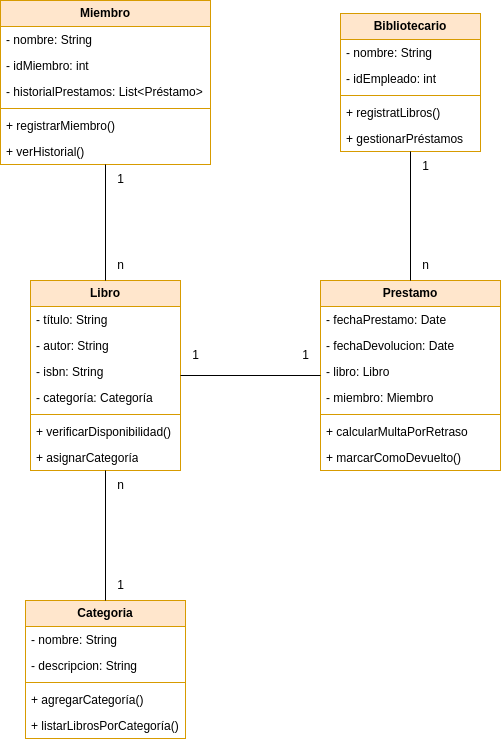 Miembro
- nombre: String
- idMiembro: int
- historialPrestamos: List<Préstamo>
+ registrarMiembro()
+ verHistorial()
Bibliotecario
- nombre: String
- idEmpleado: int
+ registratLibros()
+ gestionarPréstamos
1
1
n
n
Libro
- título: String
- autor: String
- isbn: String
- categoría: Categoría
+ verificarDisponibilidad()
+ asignarCategoría
1
1
Prestamo
- fechaPrestamo: Date
- fechaDevolucion: Date
- libro: Libro
- miembro: Miembro
+ calcularMultaPorRetraso
+ marcarComoDevuelto()
n
1
Categoria
- nombre: String
- descripcion: String
+ agregarCategoría()
+ listarLibrosPorCategoría()